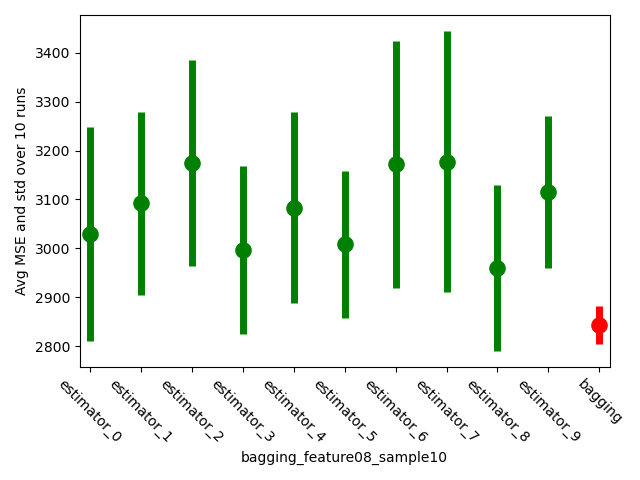 Avg MSE and std over 10 runs
3400
3300
3200
3100
3000
2900
2800
estimator_0
estimator_1
estimator_2
estimator_3
estimator_4
estimator_5
estimator_6
estimator_7
estimator_8
estimator_9
bagging
bagging_feature08_sample10